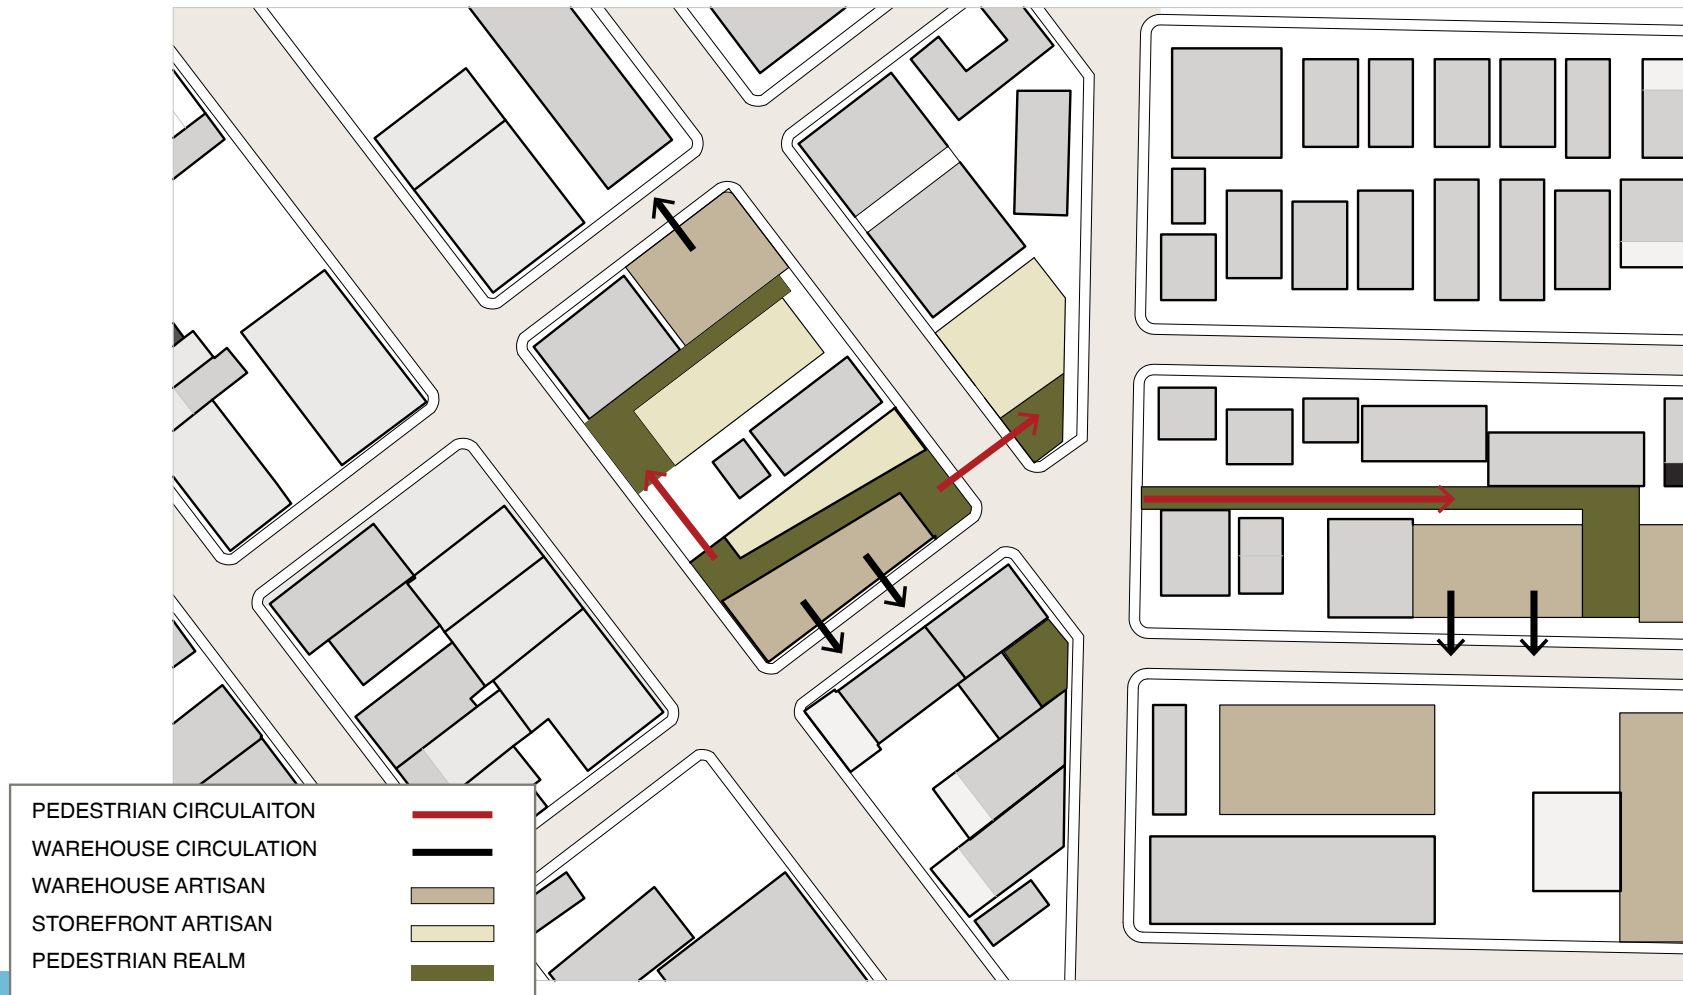 PEDESTRIAN CIRCULAITON
WAREHOUSE CIRCULATION
WAREHOUSE ARTISAN
STOREFRONT ARTISAN
PEDESTRIAN REALM